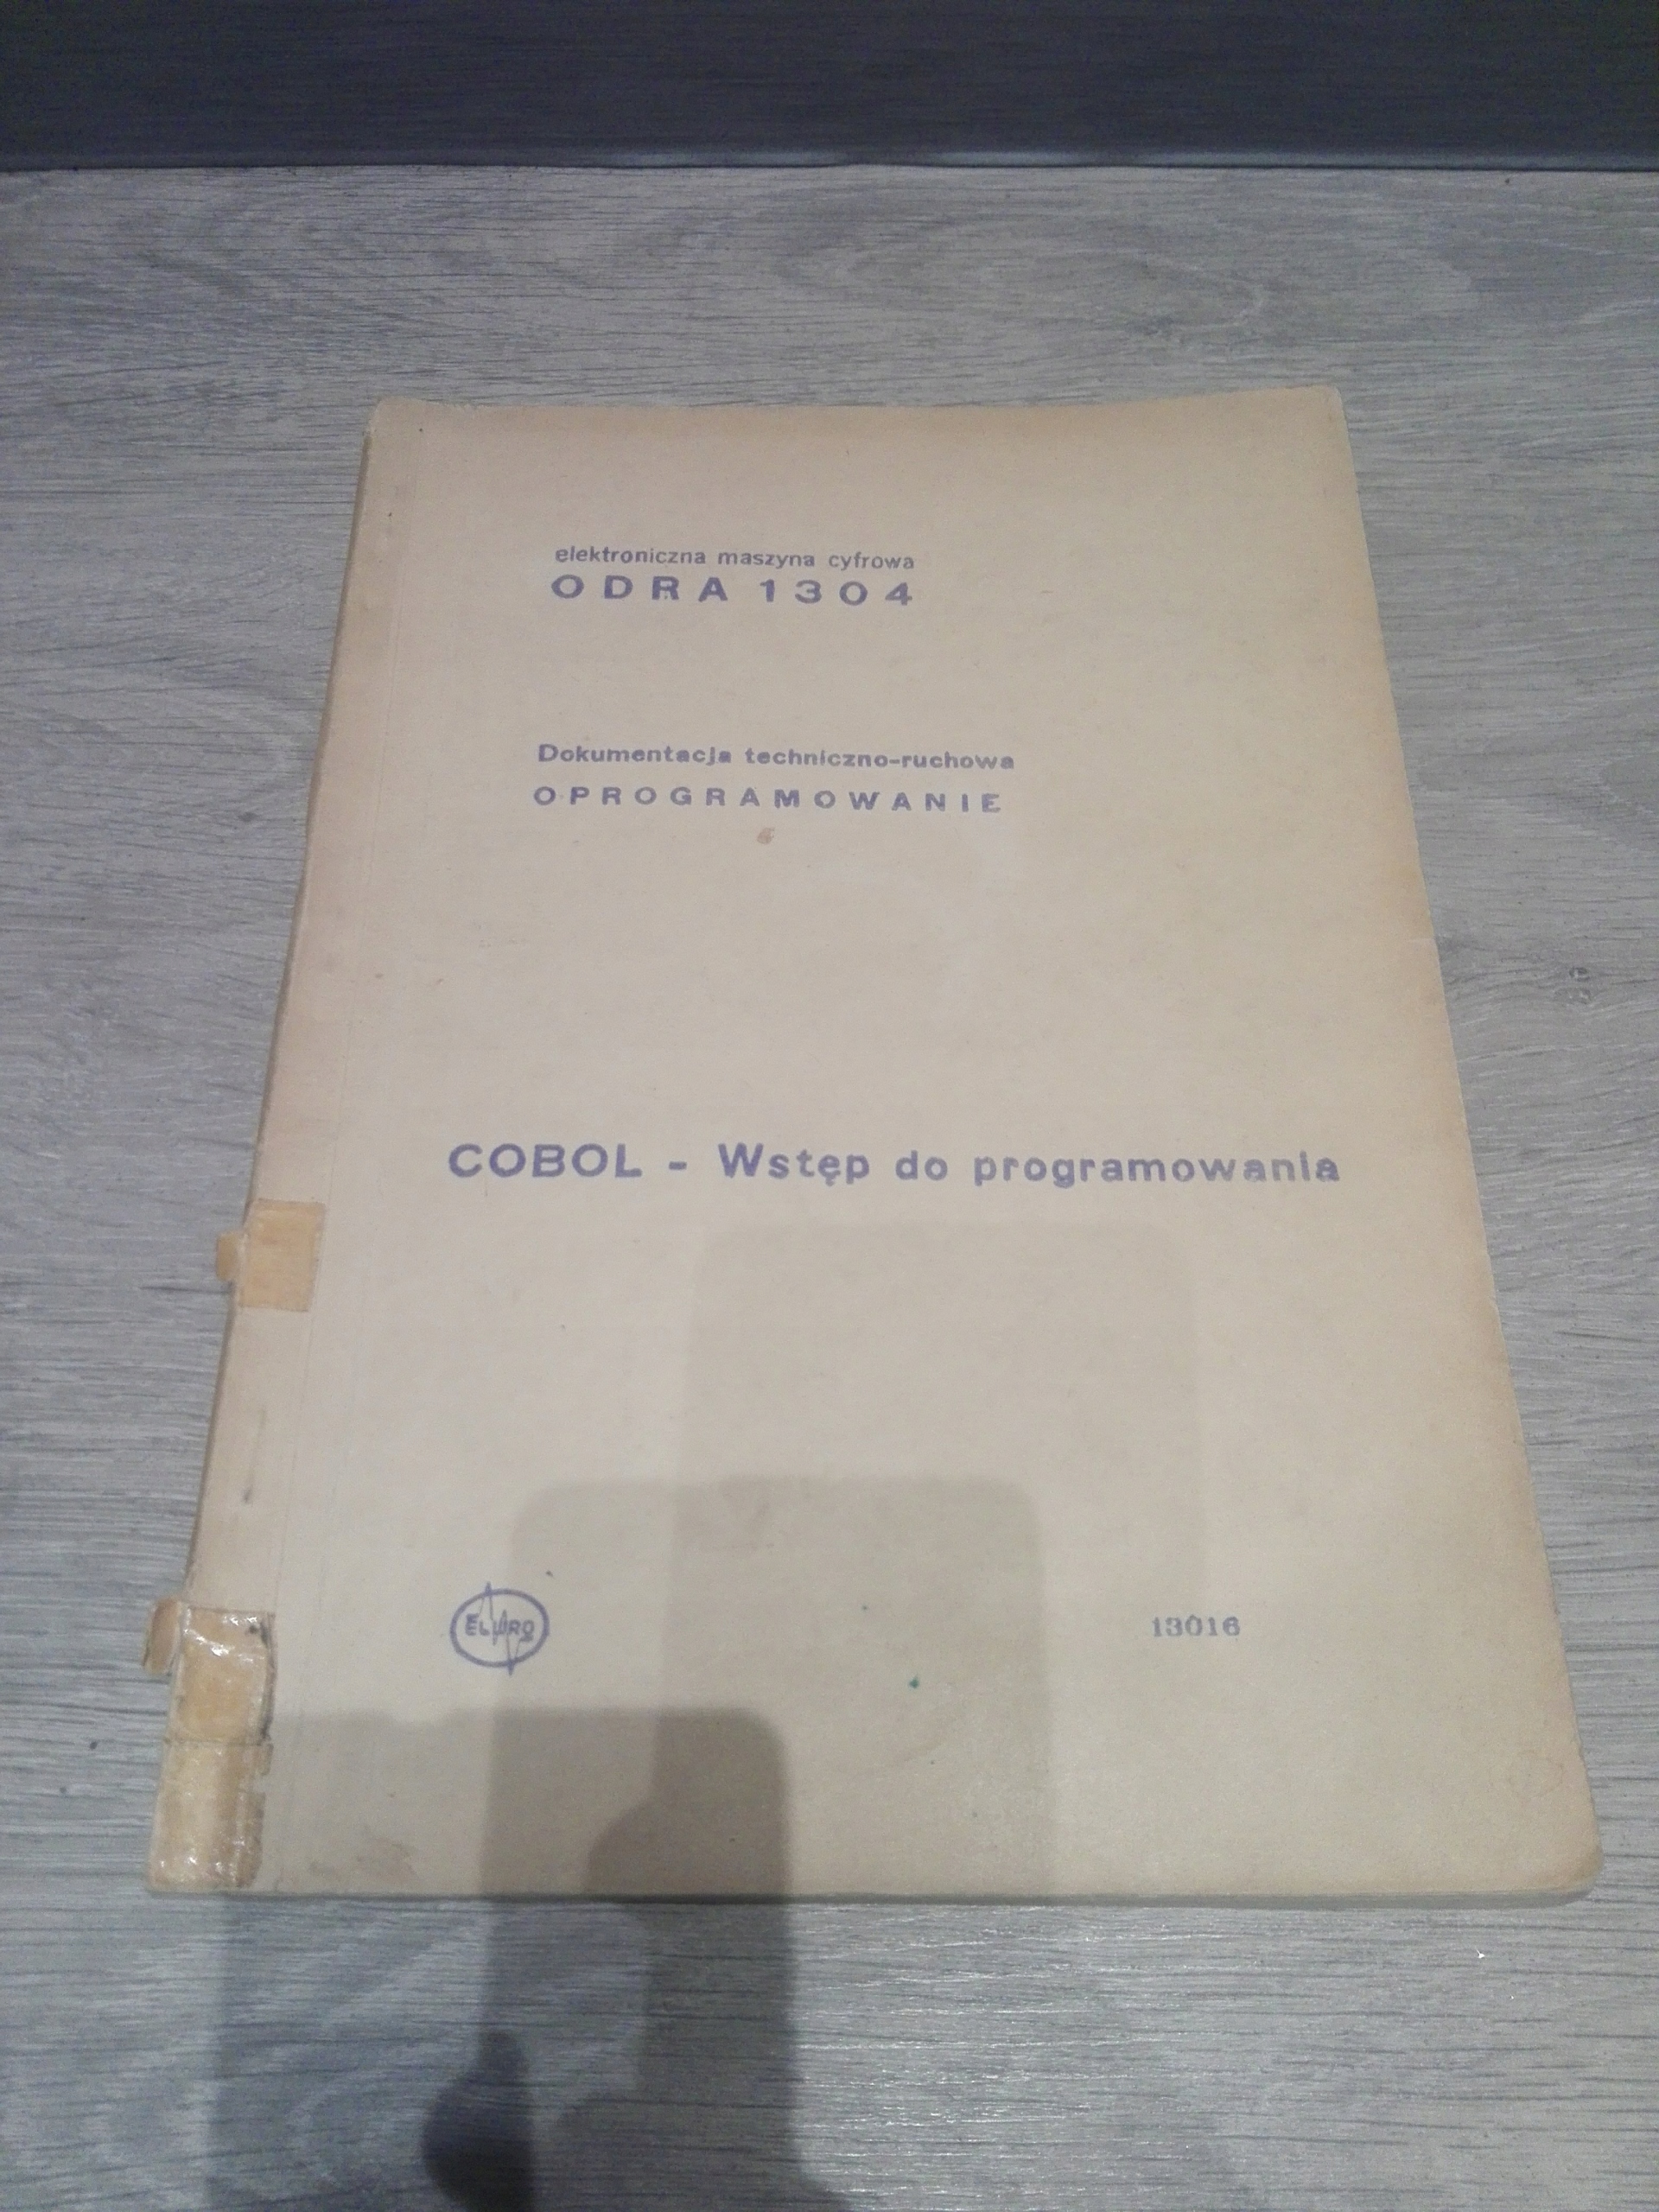 elektroniczna maszyna cyfrowa
ODRA 1304
Dokumentacja techniczno-ruchowa
OPROGRAMOWANIE
COBOL - Wstęp do programowania
ELWRO
13016